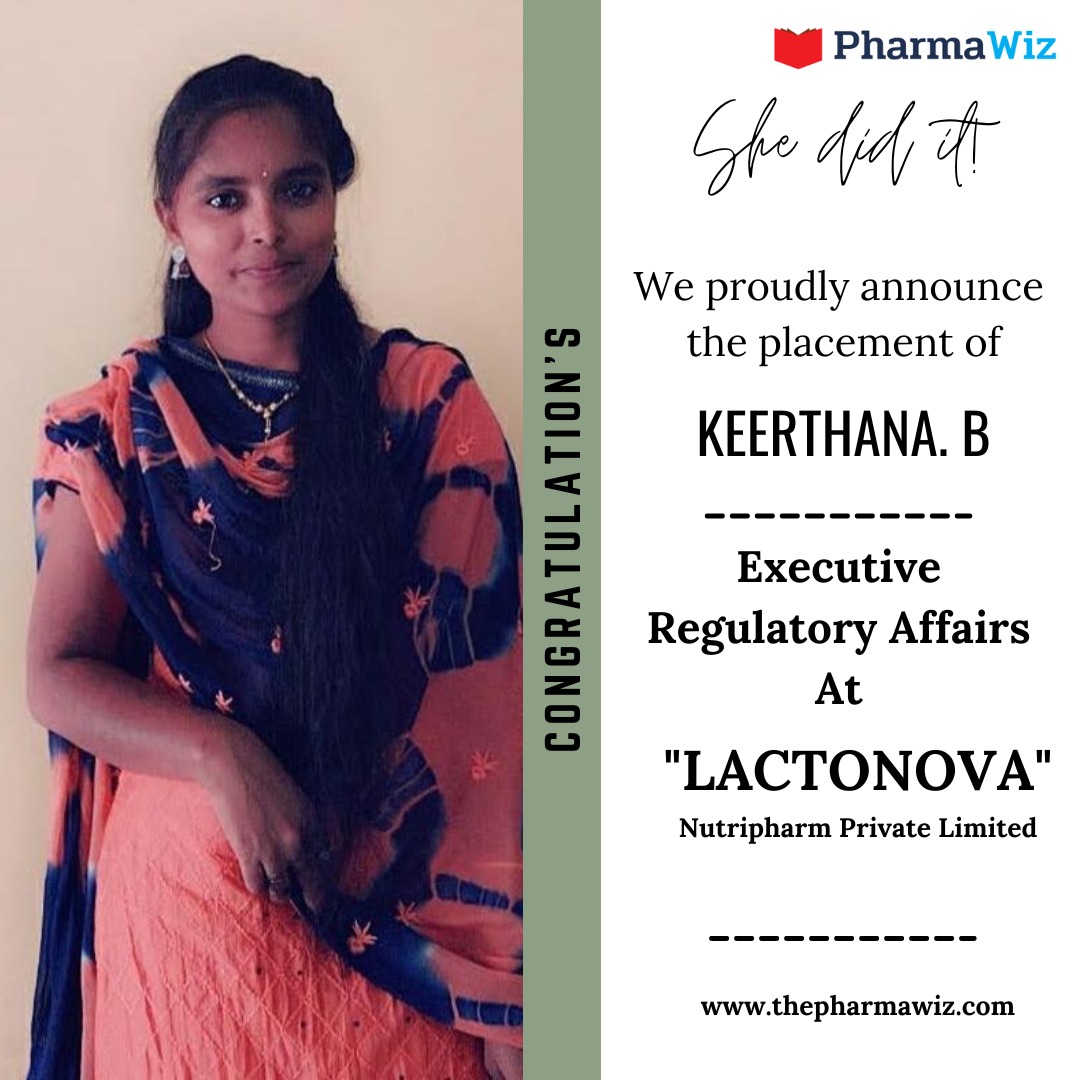 PharmaWiz
She did it!
We proudly announce
the placement of
KEERTHANA. B
Executive
Regulatory Affairs
At
"LACTONOVA"
Nutripharm Private Limited
www.thepharmawiz.com
CONGRATULATION'S